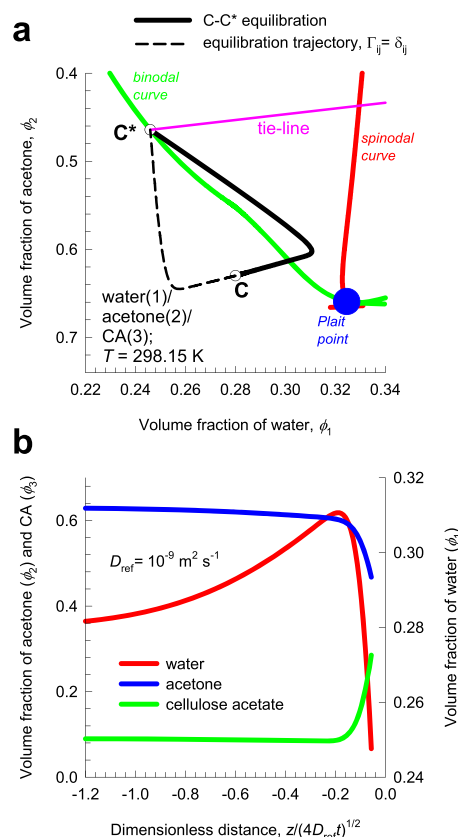 a
C-C* equilibration
equilibration trajectory, Γij= δij
0.4
0.5
0.6
0.7
Volume fraction of acetone, ϕ2
binodal
curve
C*
tie-line
spinodal
curve
C
water(1)/
acetone(2)/
CA(3);
T = 298.15 K
Plait
point
0.22 0.24 0.26 0.28 0.30 0.32 0.34
Volume fraction of water, ϕ1
b
Volume fraction of acetone (ϕ2) and CA (ϕ3)
0.6
0.4
0.2
0.0
Dref= 10-9 m2 s-1
water
acetone
cellulose acetate
0.32
0.30
0.28
0.26
0.24
Volume fraction of water (ϕ1)
-1.2 -1.0 -0.8 -0.6 -0.4 -0.2 0.0
Dimensionless distance, z/(4Dreft)1/2